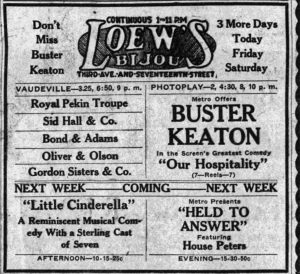 Don't
Miss
Buster
Keaton
CONTINUOUS 1 TO 11 P.M.
LOEW'S
BIJOU
THIRD AVE. AND SEVENTEENTH STREET.
3 More Days
Today
Friday
Saturday
VAUDEVILLE—3.25, 6:50, 9 p. m.
Royal Pekin Troupe
Sid Hall & Co.
Bond & Adams
Oliver & Olson
Gordon Sisters & Co.
PHOTOPLAY—2, 4:30, 8, 10 p. m.
Metro Offers
BUSTER
KEATON
In the Screen's Greatest Comedy
"Our Hospitality"
(7—Reels—7)
NEXT WEEK COMING NEXT WEEK
"Little Cinderella"
A Reminiscent Musical Com-
edy With a Sterling Cast
of Seven
Metro Presents
"HELD TO
ANSWER"
Featuring
House Peters
AFTERNOON—10-15-25c
EVENING—15-30-50c